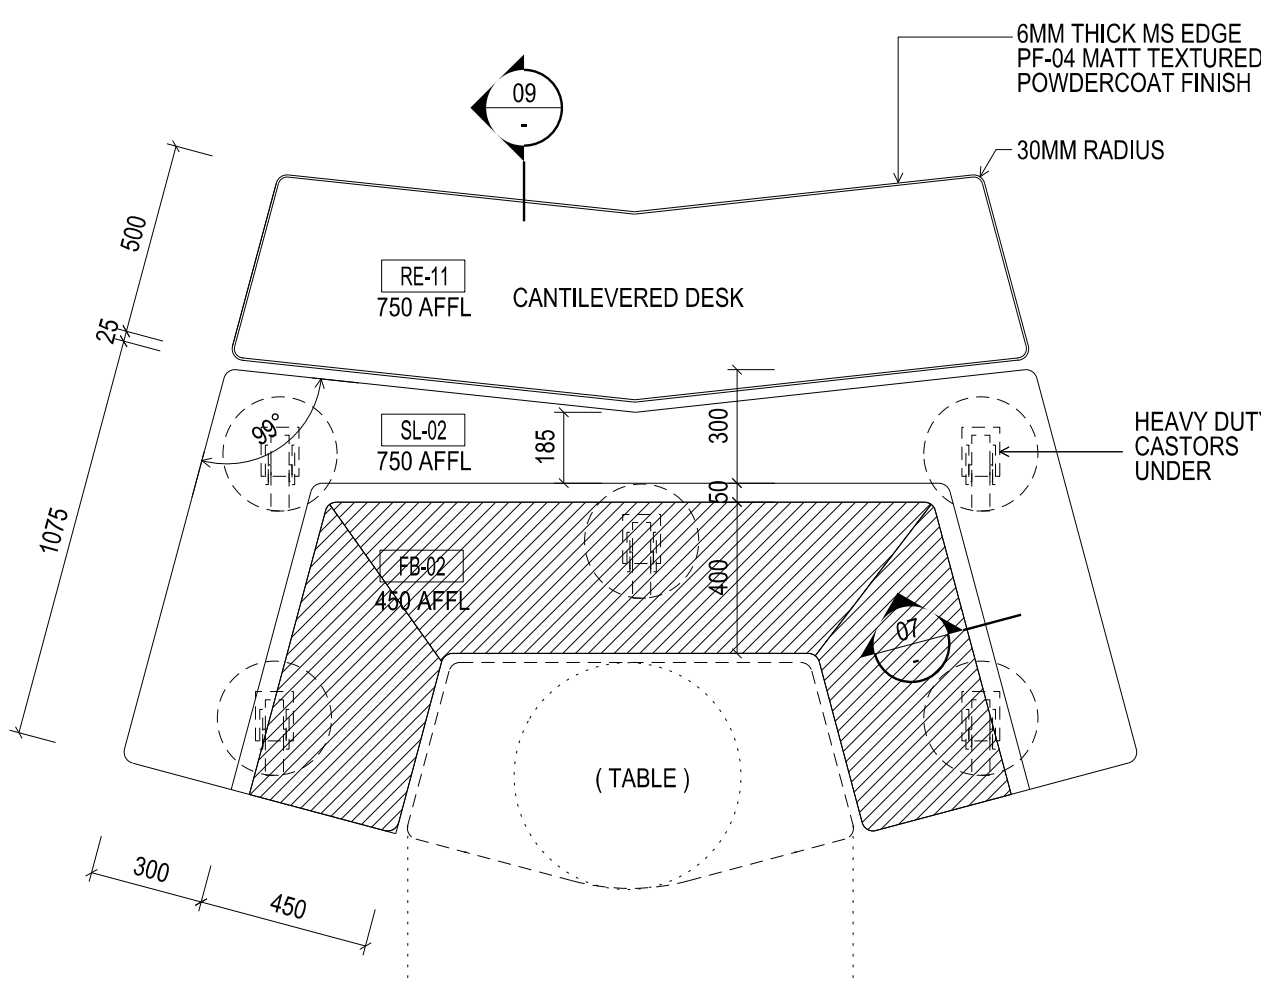 6MM THICK MS EDGE
PF-04 MATT TEXTURED
POWDERCOAT FINISH
09
-
30MM RADIUS
500
RE-11
750 AFFL
CANTILEVERED DESK
25
99°
SL-02
750 AFFL
185
300
HEAVY DUTY
CASTORS
UNDER
50
1075
FB-02
450 AFFL
400
07
-
( TABLE )
300
450